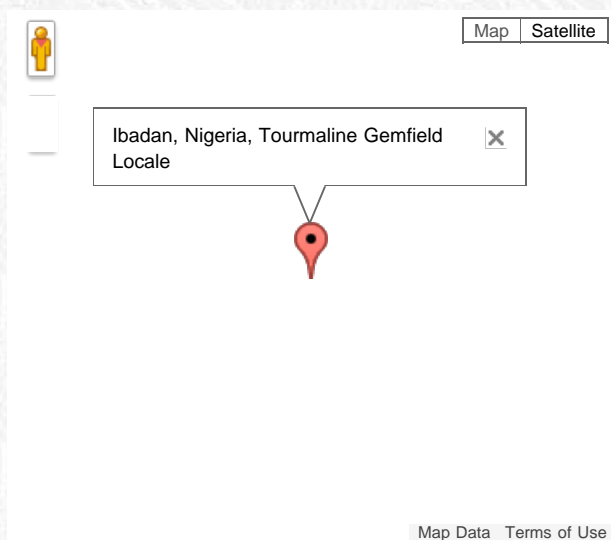 Map Satellite
Ibadan, Nigeria, Tourmaline Gemfield
Locale
Map Data Terms of Use